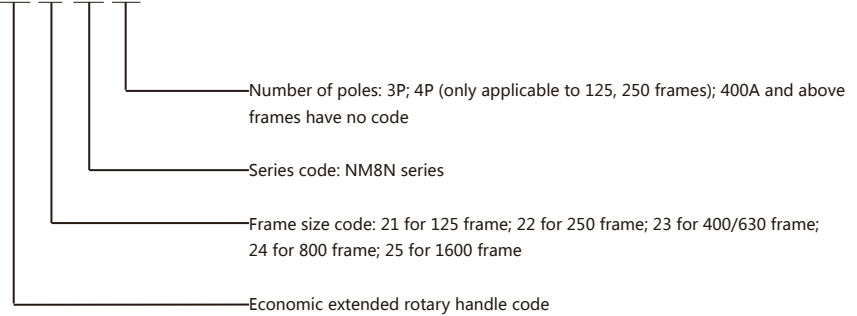 Number of poles: 3P; 4P (only applicable to 125, 250 frames); 400A and above
frames have no code
Series code: NM8N series
Frame size code: 21 for 125 frame; 22 for 250 frame; 23 for 400/630 frame;
24 for 800 frame; 25 for 1600 frame
Economic extended rotary handle code